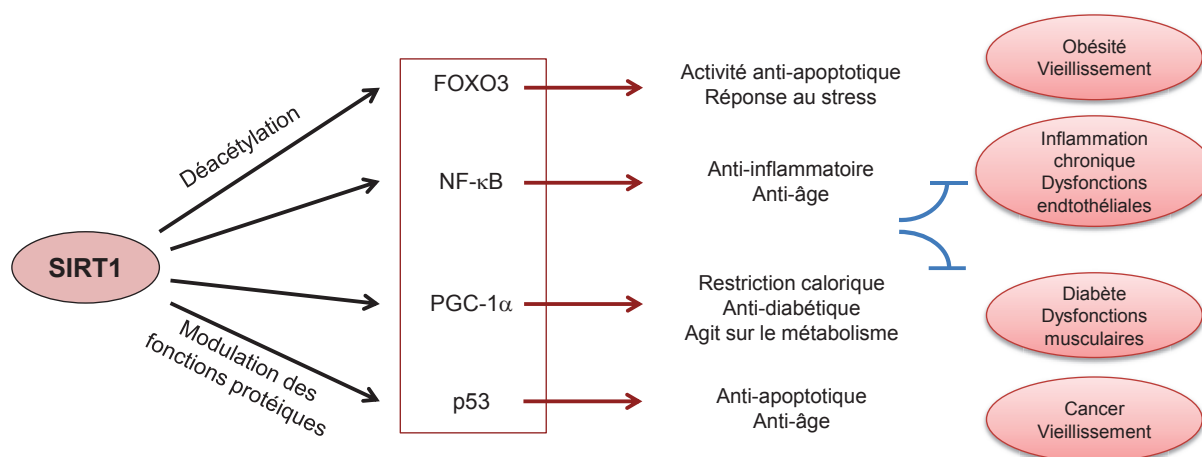 SIRT1
Déacétylation
Modulation des
fonctions protéiques
FOXO3
NF-κB
PGC-1α
p53
Activité anti-apoptotique
Réponse au stress
Anti-inflammatoire
Anti-âge
Restriction calorique
Anti-diabétique
Agit sur le métabolisme
Anti-apoptotique
Anti-âge
Obésité
Vieillissement
Inflammation
chronique
Dysfonctions
endtothéliales
Diabète
Dysfonctions
musculaires
Cancer
Vieillissement